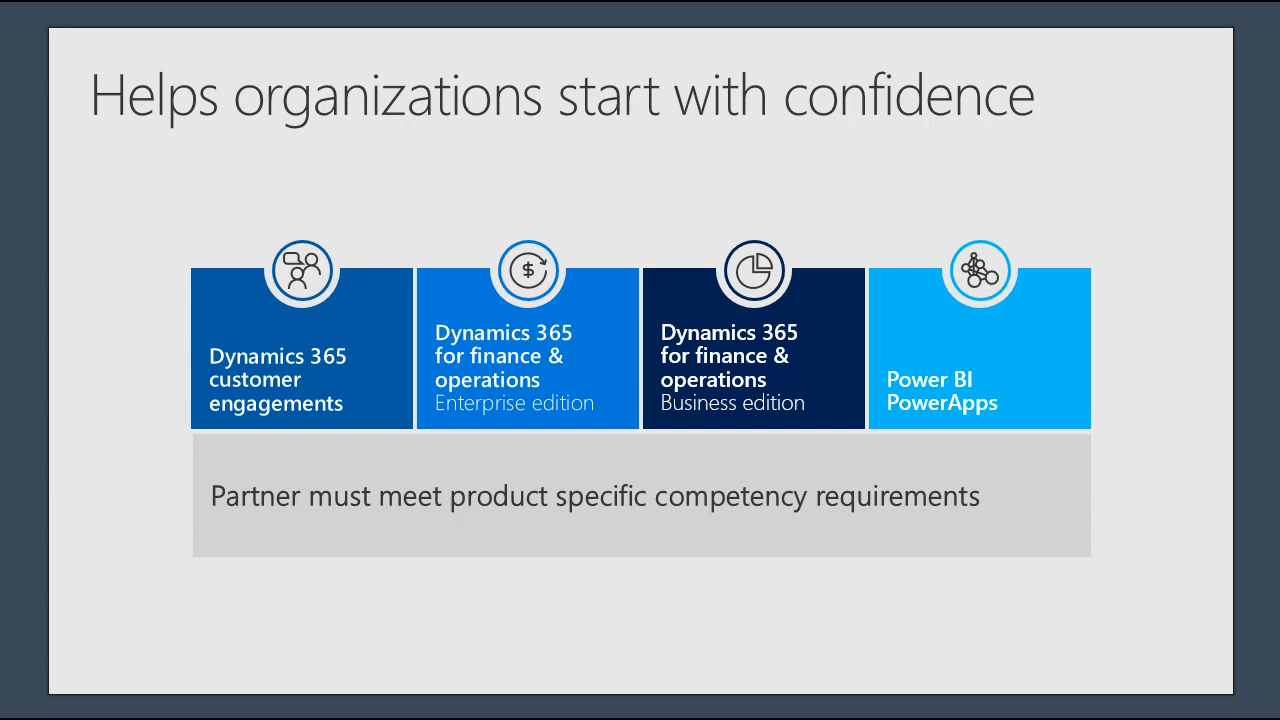 Helps organizations start with confidence
Dynamics 365
customer
engagements
Dynamics 365
for finance &
operations
Enterprise edition
Dynamics 365
for finance &
operations
Business edition
Power BI
PowerApps
Partner must meet product specific competency requirements